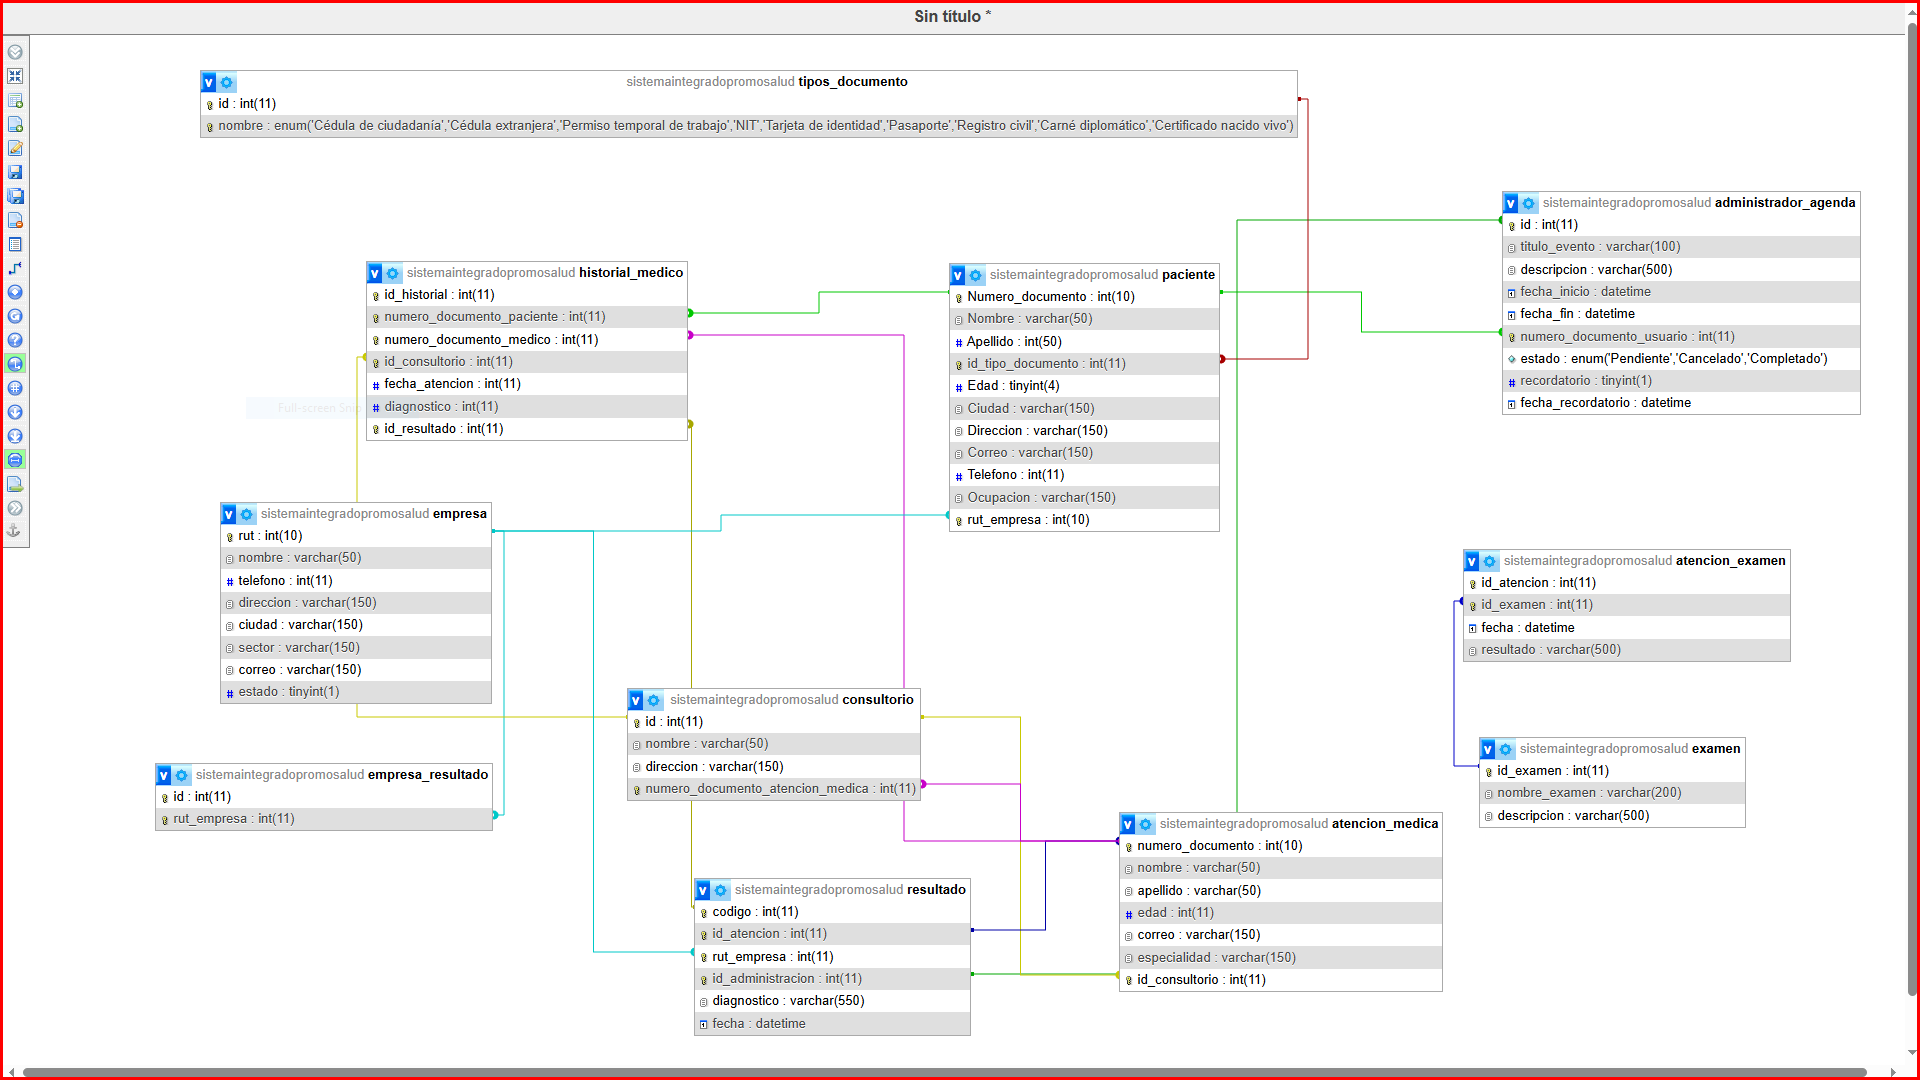 Sin título *
sistemaintegradopromosalud tipos_documento
id : int(11)
nombre : enum('Cédula de ciudadanía','Cédula extranjera','Permiso temporal de trabajo','NIT','Tarjeta de identidad','Pasaporte','Registro civil','Carné diplomático','Certificado nacido vivo')
sistemaintegradopromosalud administrador_agenda
id : int(11)
titulo_evento : varchar(100)
descripcion : varchar(500)
fecha_inicio : datetime
fecha_fin : datetime
numero_documento_usuario : int(11)
estado : enum('Pendiente','Cancelado','Completado')
recordatorio : tinyint(1)
fecha_recordatorio : datetime
sistemaintegradopromosalud historial_medico
id_historial : int(11)
numero_documento_paciente : int(11)
numero_documento_medico : int(11)
id_consultorio : int(11)
fecha_atencion : int(11)
diagnostico : int(11)
id_resultado : int(11)
Full-screen Snip
sistemaintegradopromosalud paciente
Numero_documento : int(10)
Nombre : varchar(50)
Apellido : int(50)
id_tipo_documento : int(11)
Edad : tinyint(4)
Ciudad : varchar(150)
Direccion : varchar(150)
Correo : varchar(150)
Telefono : int(11)
Ocupacion : varchar(150)
rut_empresa : int(10)
sistemaintegradopromosalud empresa
rut : int(10)
nombre : varchar(50)
telefono : int(11)
direccion : varchar(150)
ciudad : varchar(150)
sector : varchar(150)
correo : varchar(150)
estado : tinyint(1)
sistemaintegradopromosalud atencion_examen
id_atencion : int(11)
id_examen : int(11)
fecha : datetime
resultado : varchar(500)
sistemaintegradopromosalud consultorio
id : int(11)
nombre : varchar(50)
direccion : varchar(150)
numero_documento_atencion_medica : int(11)
sistemaintegradopromosalud examen
id_examen : int(11)
nombre_examen : varchar(200)
descripcion : varchar(500)
sistemaintegradopromosalud empresa_resultado
id : int(11)
rut_empresa : int(11)
sistemaintegradopromosalud atencion_medica
numero_documento : int(10)
nombre : varchar(50)
apellido : varchar(50)
edad : int(11)
correo : varchar(150)
especialidad : varchar(150)
id_consultorio : int(11)
sistemaintegradopromosalud resultado
codigo : int(11)
id_atencion : int(11)
rut_empresa : int(11)
id_administracion : int(11)
diagnostico : varchar(550)
fecha : datetime